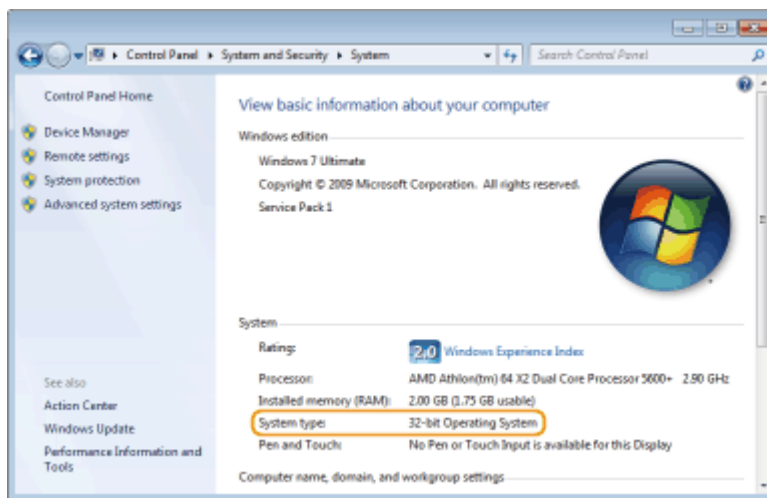 Control Panel System and Security System Search Control Panel
Control Panel Home
Device Manager
Remote settings
System protection
Advanced system settings
See also
Action Center
Windows Update
Performance Information and
Tools
View basic information about your computer
Windows edition
Windows 7 Ultimate
Copyright © 2009 Microsoft Corporation. All rights reserved.
Service Pack 1
System
Rating: 2.0 Windows Experience Index
Processor: AMD Athlon(tm) 64 X2 Dual Core Processor 5600+ 2.90 GHz
Installed memory (RAM): 2.00 GB (1.75 GB usable)
System type: 32-bit Operating System
Pen and Touch: No Pen or Touch Input is available for this Display
Computer name, domain, and workgroup settings